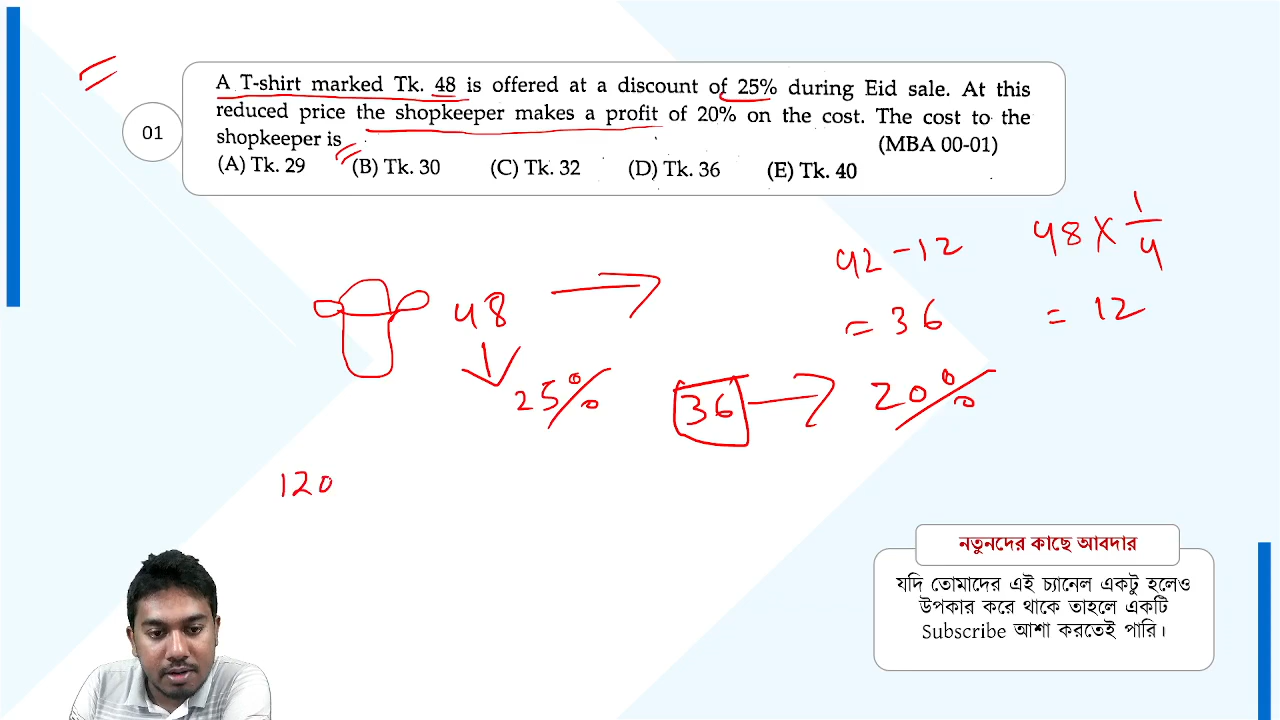 01
A T-shirt marked Tk. 48 is offered at a discount of 25% during Eid sale. At this
reduced price the shopkeeper makes a profit of 20% on the cost. The cost to the
shopkeeper is
(MBA 00-01)
(A) Tk. 29 (B) Tk. 30 (C) Tk. 32 (D) Tk. 36 (E) Tk. 40
48
25%
42 - 12
= 36
48 × 1/4
= 12
36
20%
120
নতুনদের কাছে আবদার
যদি তোমাদের এই চ্যানেল একটু হলেও
উপকার করে থাকে তাহলে একটি
Subscribe আশা করতেই পারি।